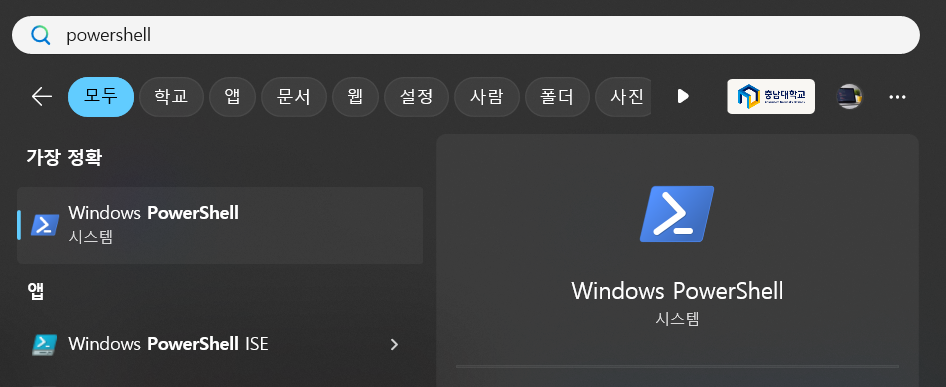 powershell
모두 학교 앱 문서 웹 설정 사람 폴더 사진
충남대학교
가장 정확
Windows PowerShell
시스템
앱
Windows PowerShell ISE
Windows PowerShell
시스템